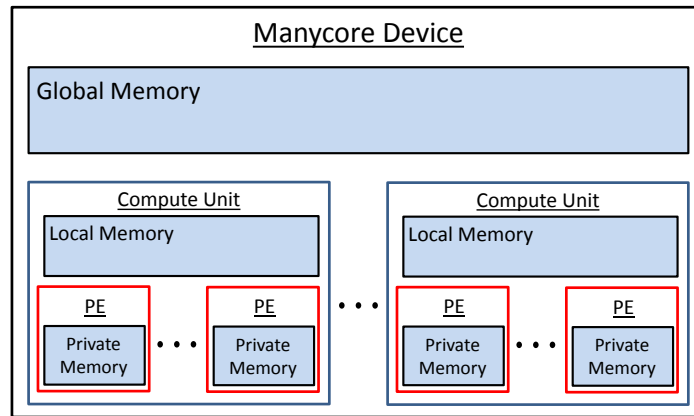 Manycore Device
Global Memory
Compute Unit
Local Memory
PE
Private
Memory
• • •
PE
Private
Memory
• • •
Compute Unit
Local Memory
PE
Private
Memory
• • •
PE
Private
Memory